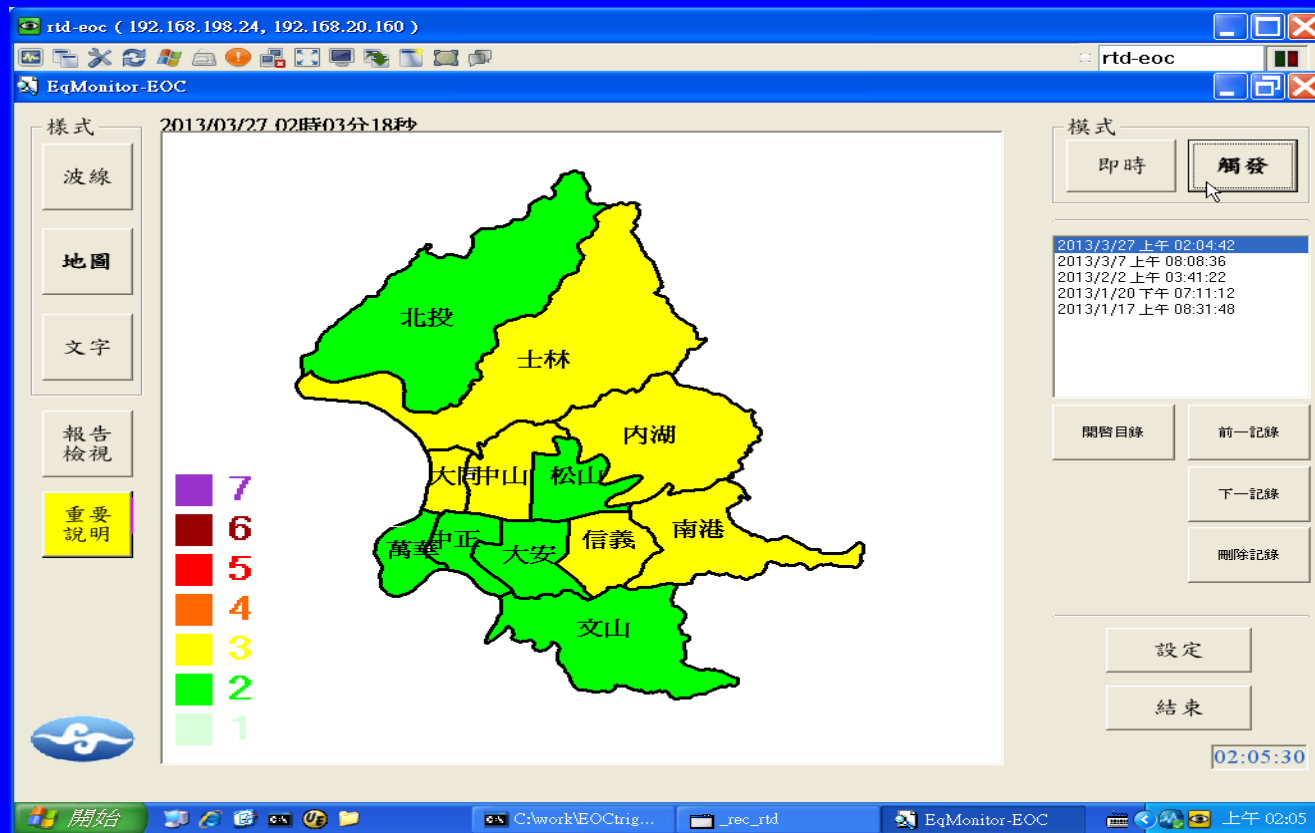 rtd-eoc ( 192.168.198.24, 192.168.20.160 )
rtd-eoc
EqMonitor-EOC
樣式
波線
地圖
文字
報告
檢視
重要
說明
2013/03/27 02時03分18秒
北投
士林
內湖
大同
中山
松山
萬華
中正
大安
信義
南港
文山
7
6
5
4
3
2
1
模式
即時
觸發
2013/3/27 上午 02:04:42
2013/3/7 上午 08:08:36
2013/2/2 上午 03:41:22
2013/1/20 下午 07:11:12
2013/1/17 上午 08:31:48
開啓目錄
前一記錄
下一記錄
刪除記錄
設定
結束
02:05:30
開始
C:\work\EOCtrig...
_rec_rtd
EqMonitor-EOC
上午 02:05